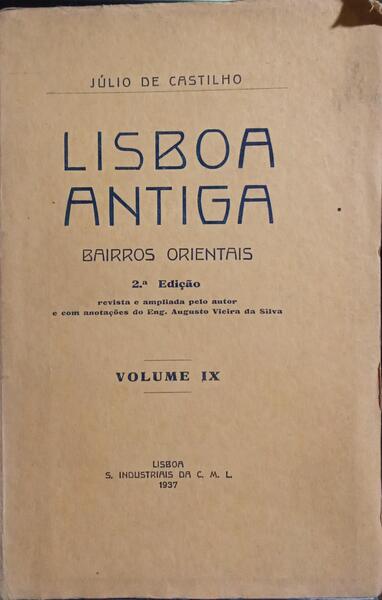 JÚLIO DE CASTILHO
LISBOA
ANTIGA
BAIRROS ORIENTAIS
2.ª Edição
revista e ampliada pelo autor
e com anotações do Eng. Augusto Vieira da Silva
VOLUME IX
LISBOA
S. INDUSTRIAIS DA C. M. L.
1937